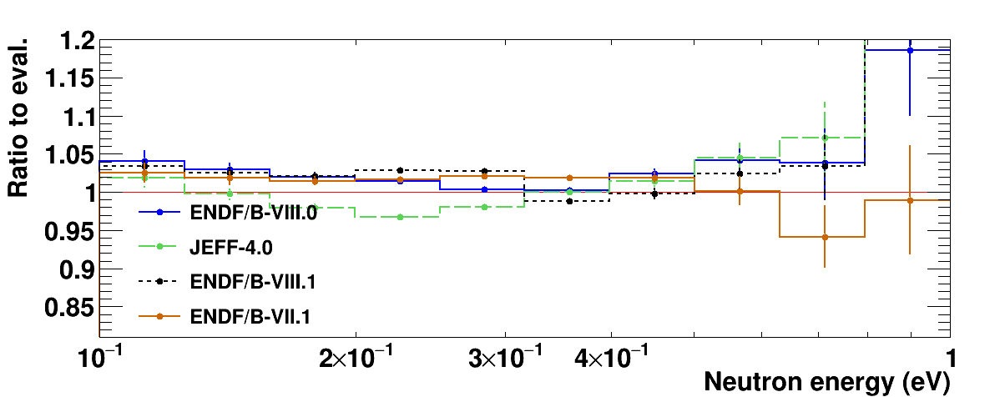 Ratio to eval.
1.2
1.15
1.1
1.05
1
0.95
0.9
0.85
ENDF/B-VIII.0
JEFF-4.0
ENDF/B-VIII.1
ENDF/B-VII.1
10⁻¹ 2×10⁻¹ 3×10⁻¹ 4×10⁻¹ 1
Neutron energy (eV)